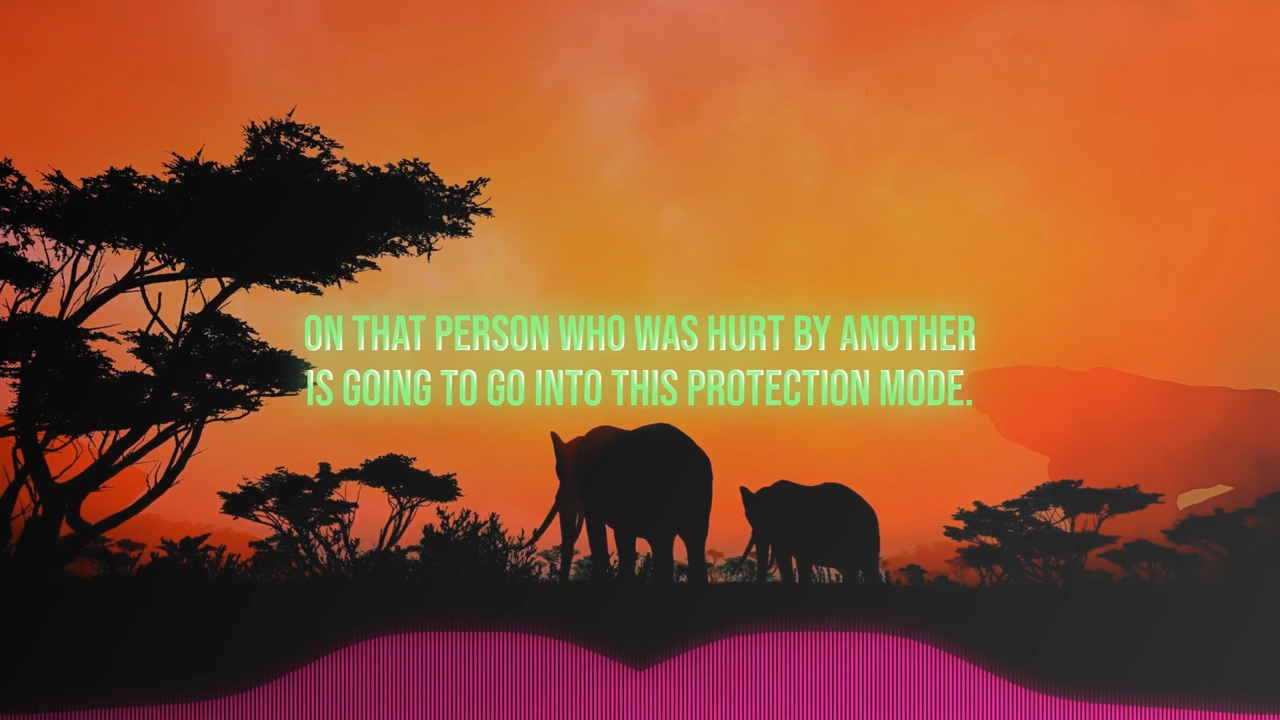 ON THAT PERSON WHO WAS HURT BY ANOTHER
IS GOING TO GO INTO THIS PROTECTION MODE.